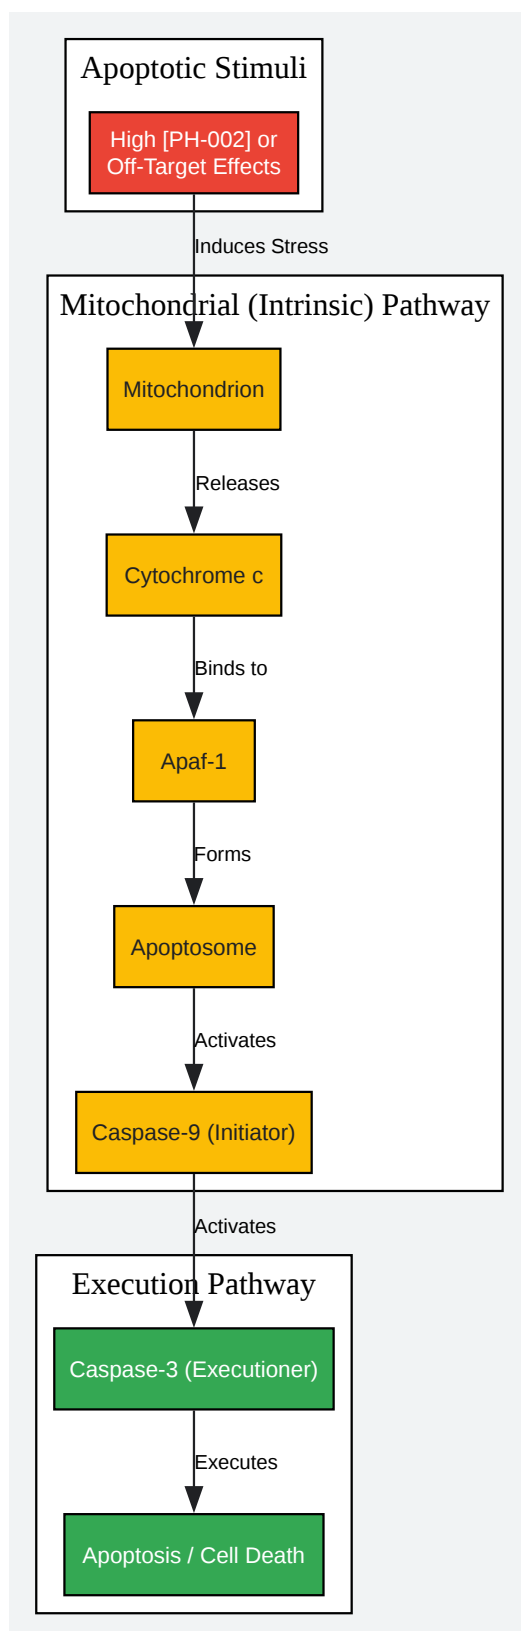 Apoptotic Stimuli
High [PH-002] or
Off-Target Effects
Induces Stress
Mitochondrial (Intrinsic) Pathway
Mitochondrion
Releases
Cytochrome c
Binds to
Apaf-1
Forms
Apoptosome
Activates
Caspase-9 (Initiator)
Activates
Execution Pathway
Caspase-3 (Executioner)
Executes
Apoptosis / Cell Death